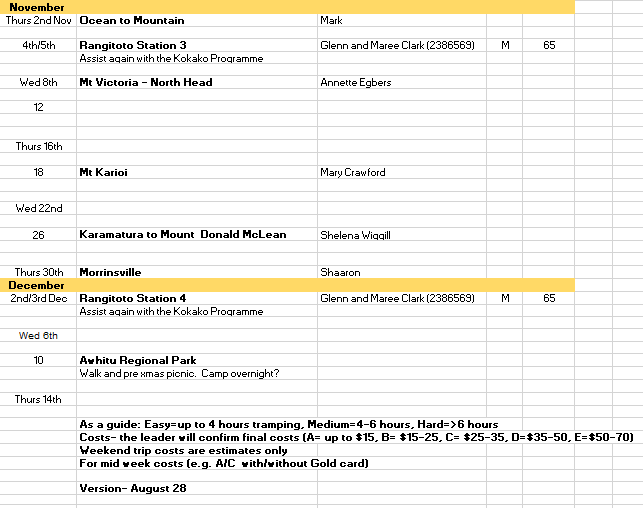 November
Thurs 2nd Nov Ocean to Mountain Mark
4th/5th Rangitoto Station 3 Glenn and Maree Clark (2386569) M 65
Assist again with the Kokako Programme
Wed 8th Mt Victoria - North Head Annette Egbers
12
Thurs 16th
18 Mt Karioi Mary Crawford
Wed 22nd
26 Karamatura to Mount Donald McLean Shelena Wiggill
Thurs 30th Morrinsville Shaaron
December
2nd/3rd Dec Rangitoto Station 4 Glenn and Maree Clark (2386569) M 65
Assist again with the Kokako Programme
Wed 6th
10 Awhitu Regional Park
Walk and pre xmas picnic. Camp overnight?
Thurs 14th
As a guide: Easy=up to 4 hours tramping, Medium=4-6 hours, Hard=>6 hours
Costs- the leader will confirm final costs (A= up to $15, B= $15-25, C= $25-35, D=$35-50, E=$50-70)
Weekend trip costs are estimates only
For mid week costs (e.g. A/C with/without Gold card)
Version- August 28